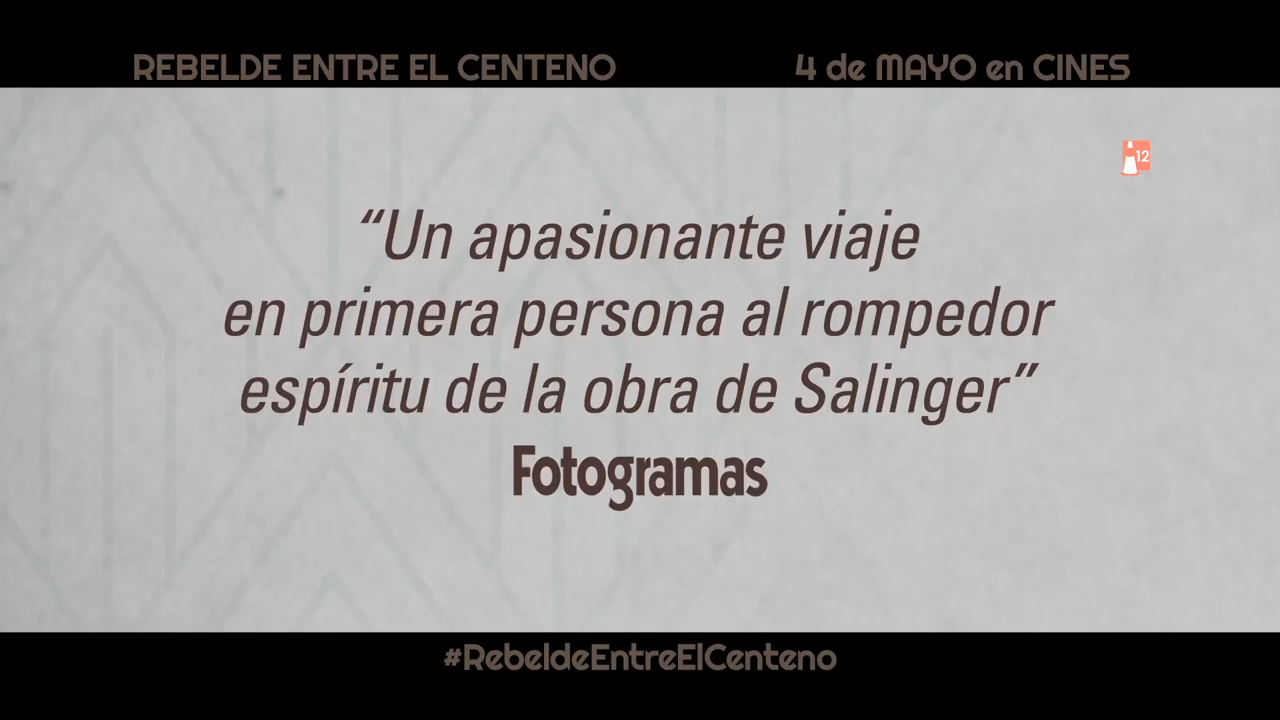 REBELDE ENTRE EL CENTENO
4 de MAYO en CINES
12
“Un apasionante viaje
en primera persona al rompedor
espíritu de la obra de Salinger”
Fotogramas
#RebeldeEntreElCenteno